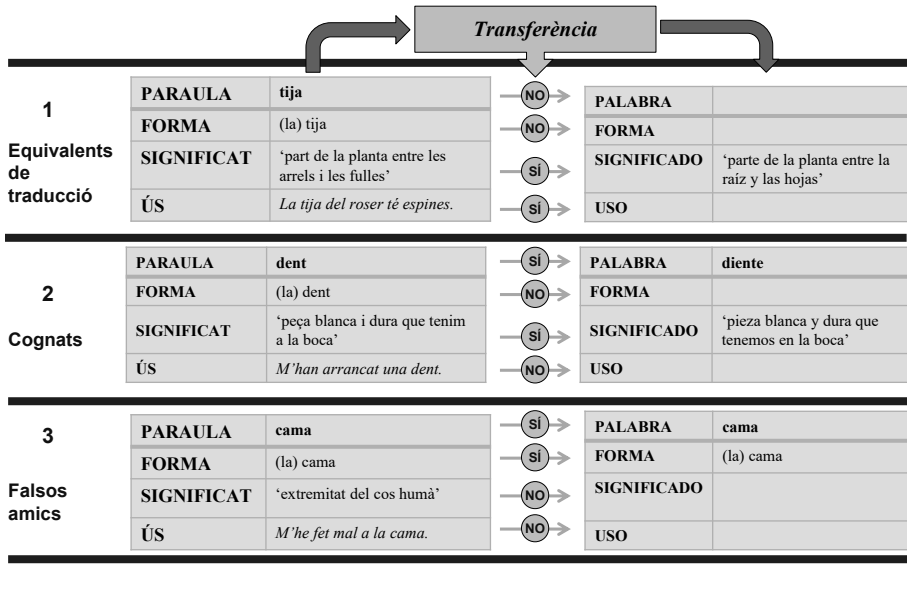 Transferència
1
Equivalents
de
traducció
PARAULA tija NO PALABRA
FORMA (la) tija NO FORMA
SIGNIFICAT ‘part de la planta entre les
arrels i les fulles’ SÍ SIGNIFICADO ‘parte de la planta entre la
raíz y las hojas’
ÚS La tija del roser té espines. SÍ USO
2
Cognats
PARAULA dent SÍ PALABRA diente
FORMA (la) dent NO FORMA
SIGNIFICAT ‘peça blanca i dura que tenim
a la boca’ SÍ SIGNIFICADO ‘pieza blanca y dura que
tenemos en la boca’
ÚS M’han arrancat una dent. NO USO
3
Falsos
amics
PARAULA cama SÍ PALABRA cama
FORMA (la) cama SÍ FORMA (la) cama
SIGNIFICAT ‘extremitat del cos humà’ NO SIGNIFICADO
ÚS M’he fet mal a la cama. NO USO